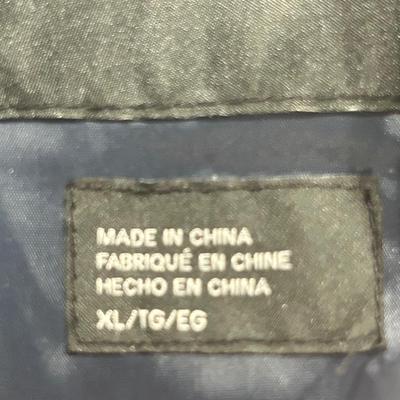 MADE IN CHINA
FABRIQUÉ EN CHINE
HECHO EN CHINA
XL/TG/EG